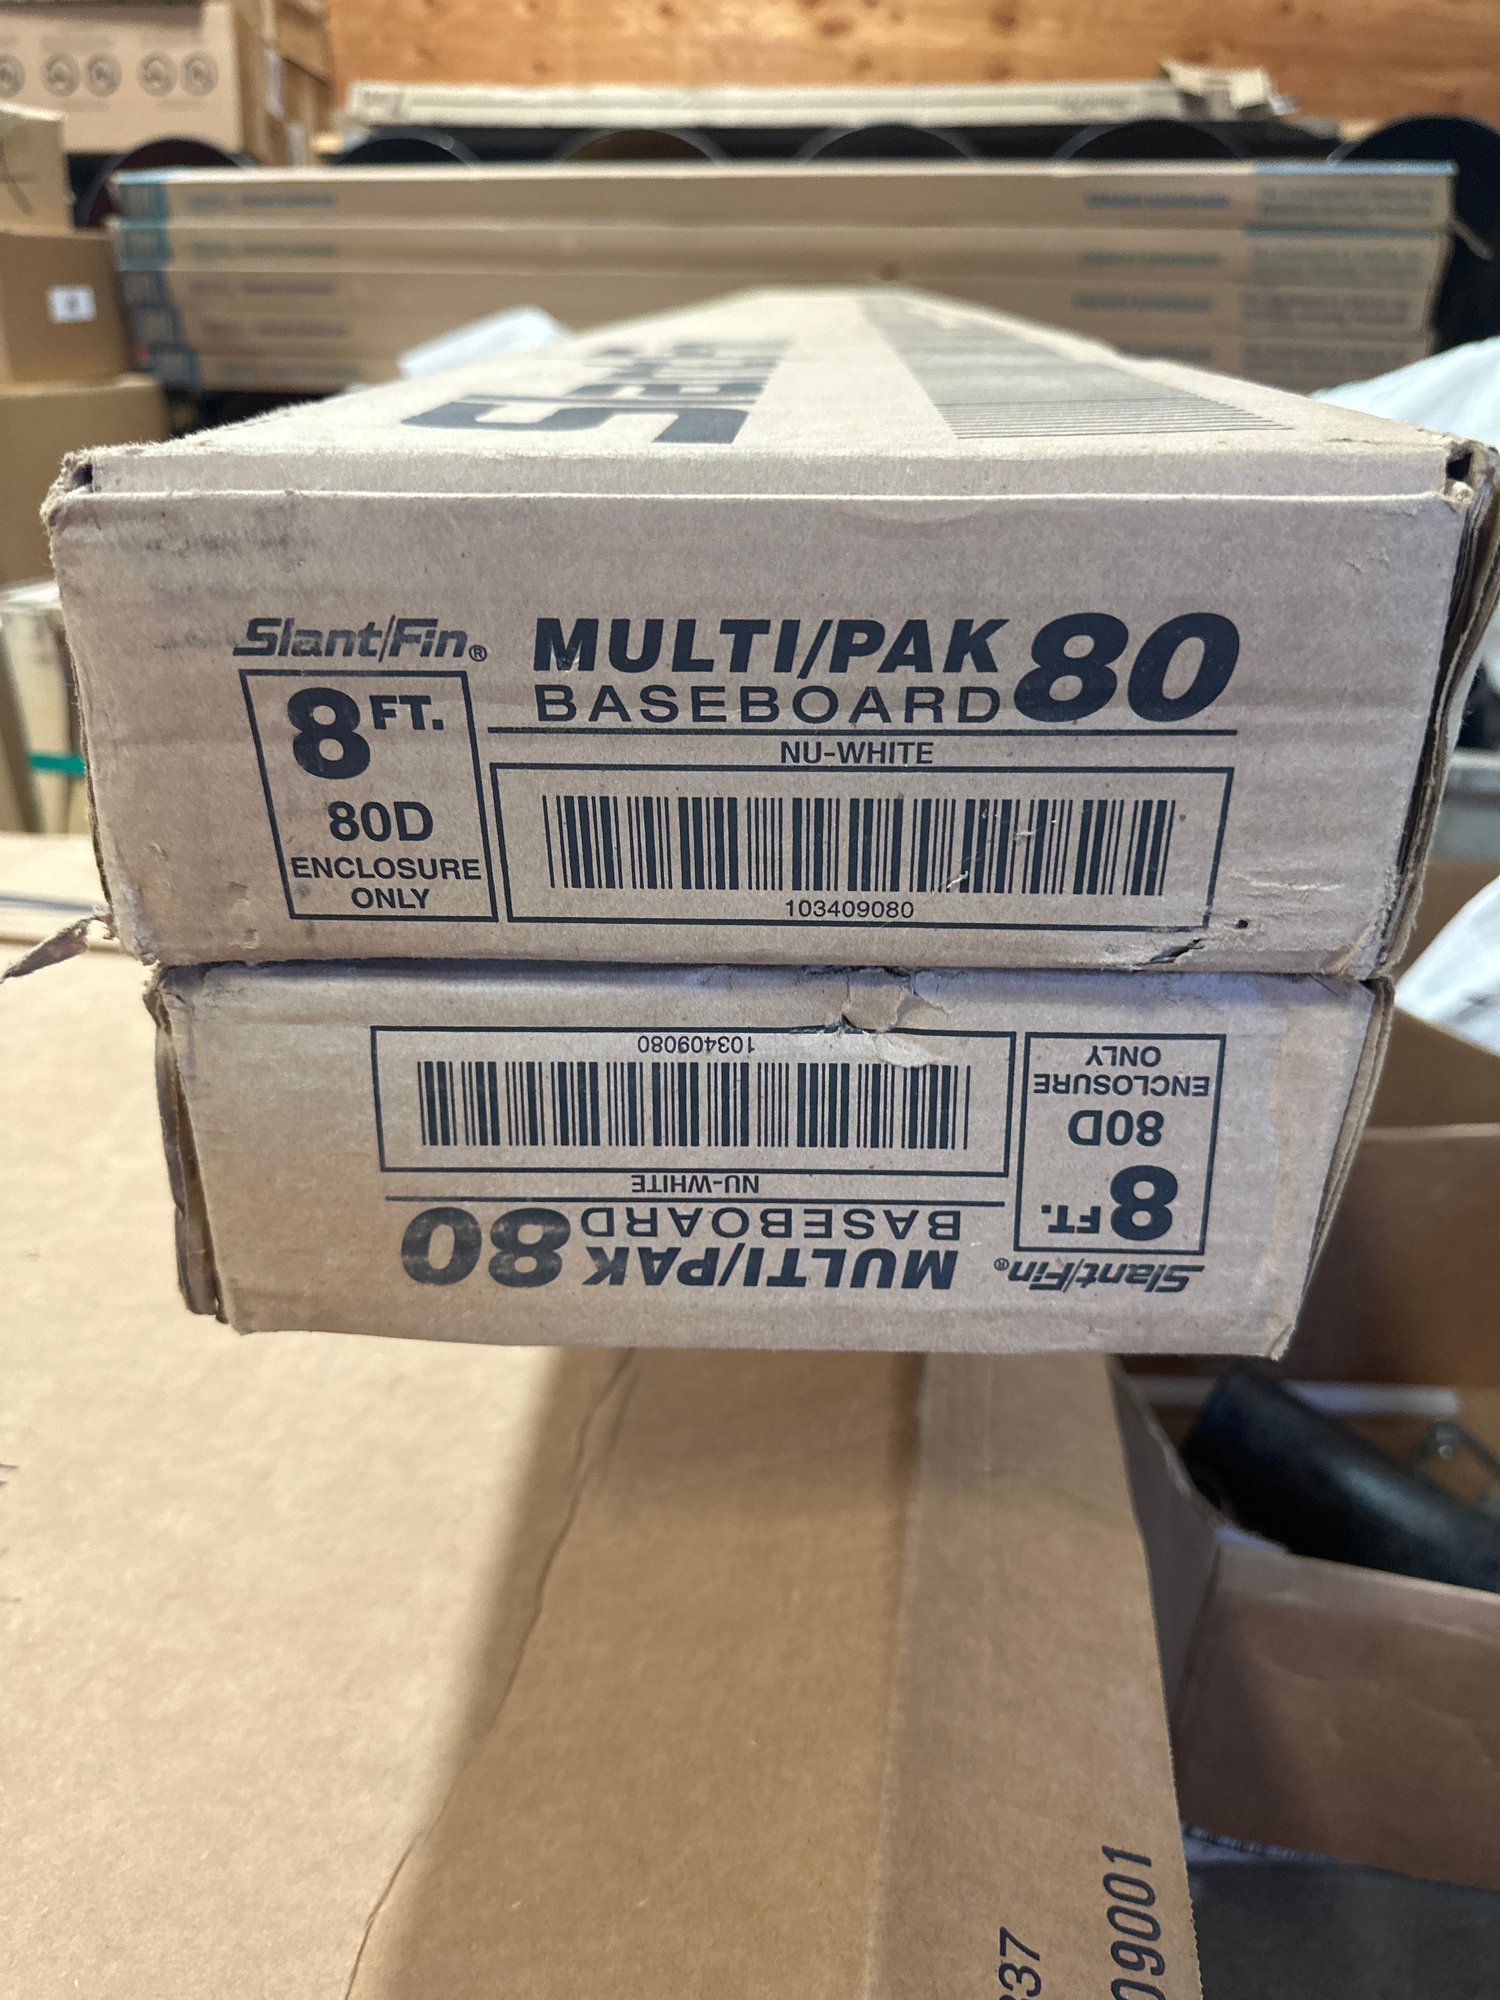 Slant/Fin®
MULTI/PAK 80
BASEBOARD
NU-WHITE
8 FT.
80D
ENCLOSURE
ONLY
103409080
Slant/Fin®
MULTI/PAK 80
BASEBOARD
NU-WHITE
8 FT.
80D
ENCLOSURE
ONLY
103409080